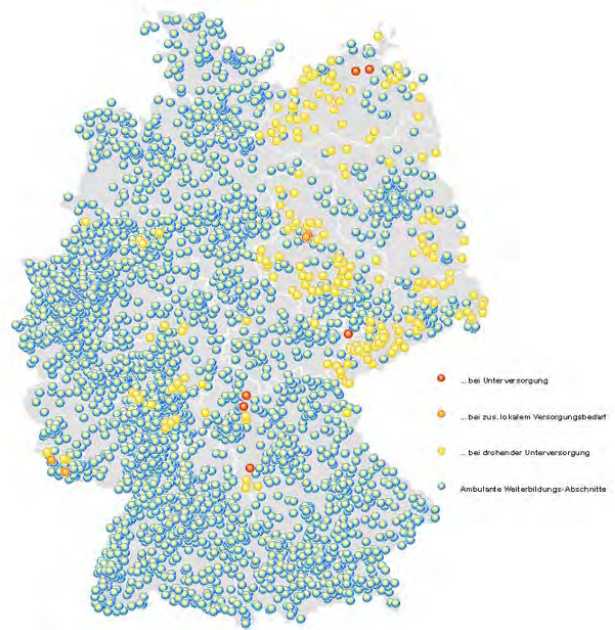 ...bei Unterversorgung
...bei zus. lokalem Versorgungsbedarf
...bei drohender Unterversorgung
Ambulante Weiterbildungs-Abschnitte